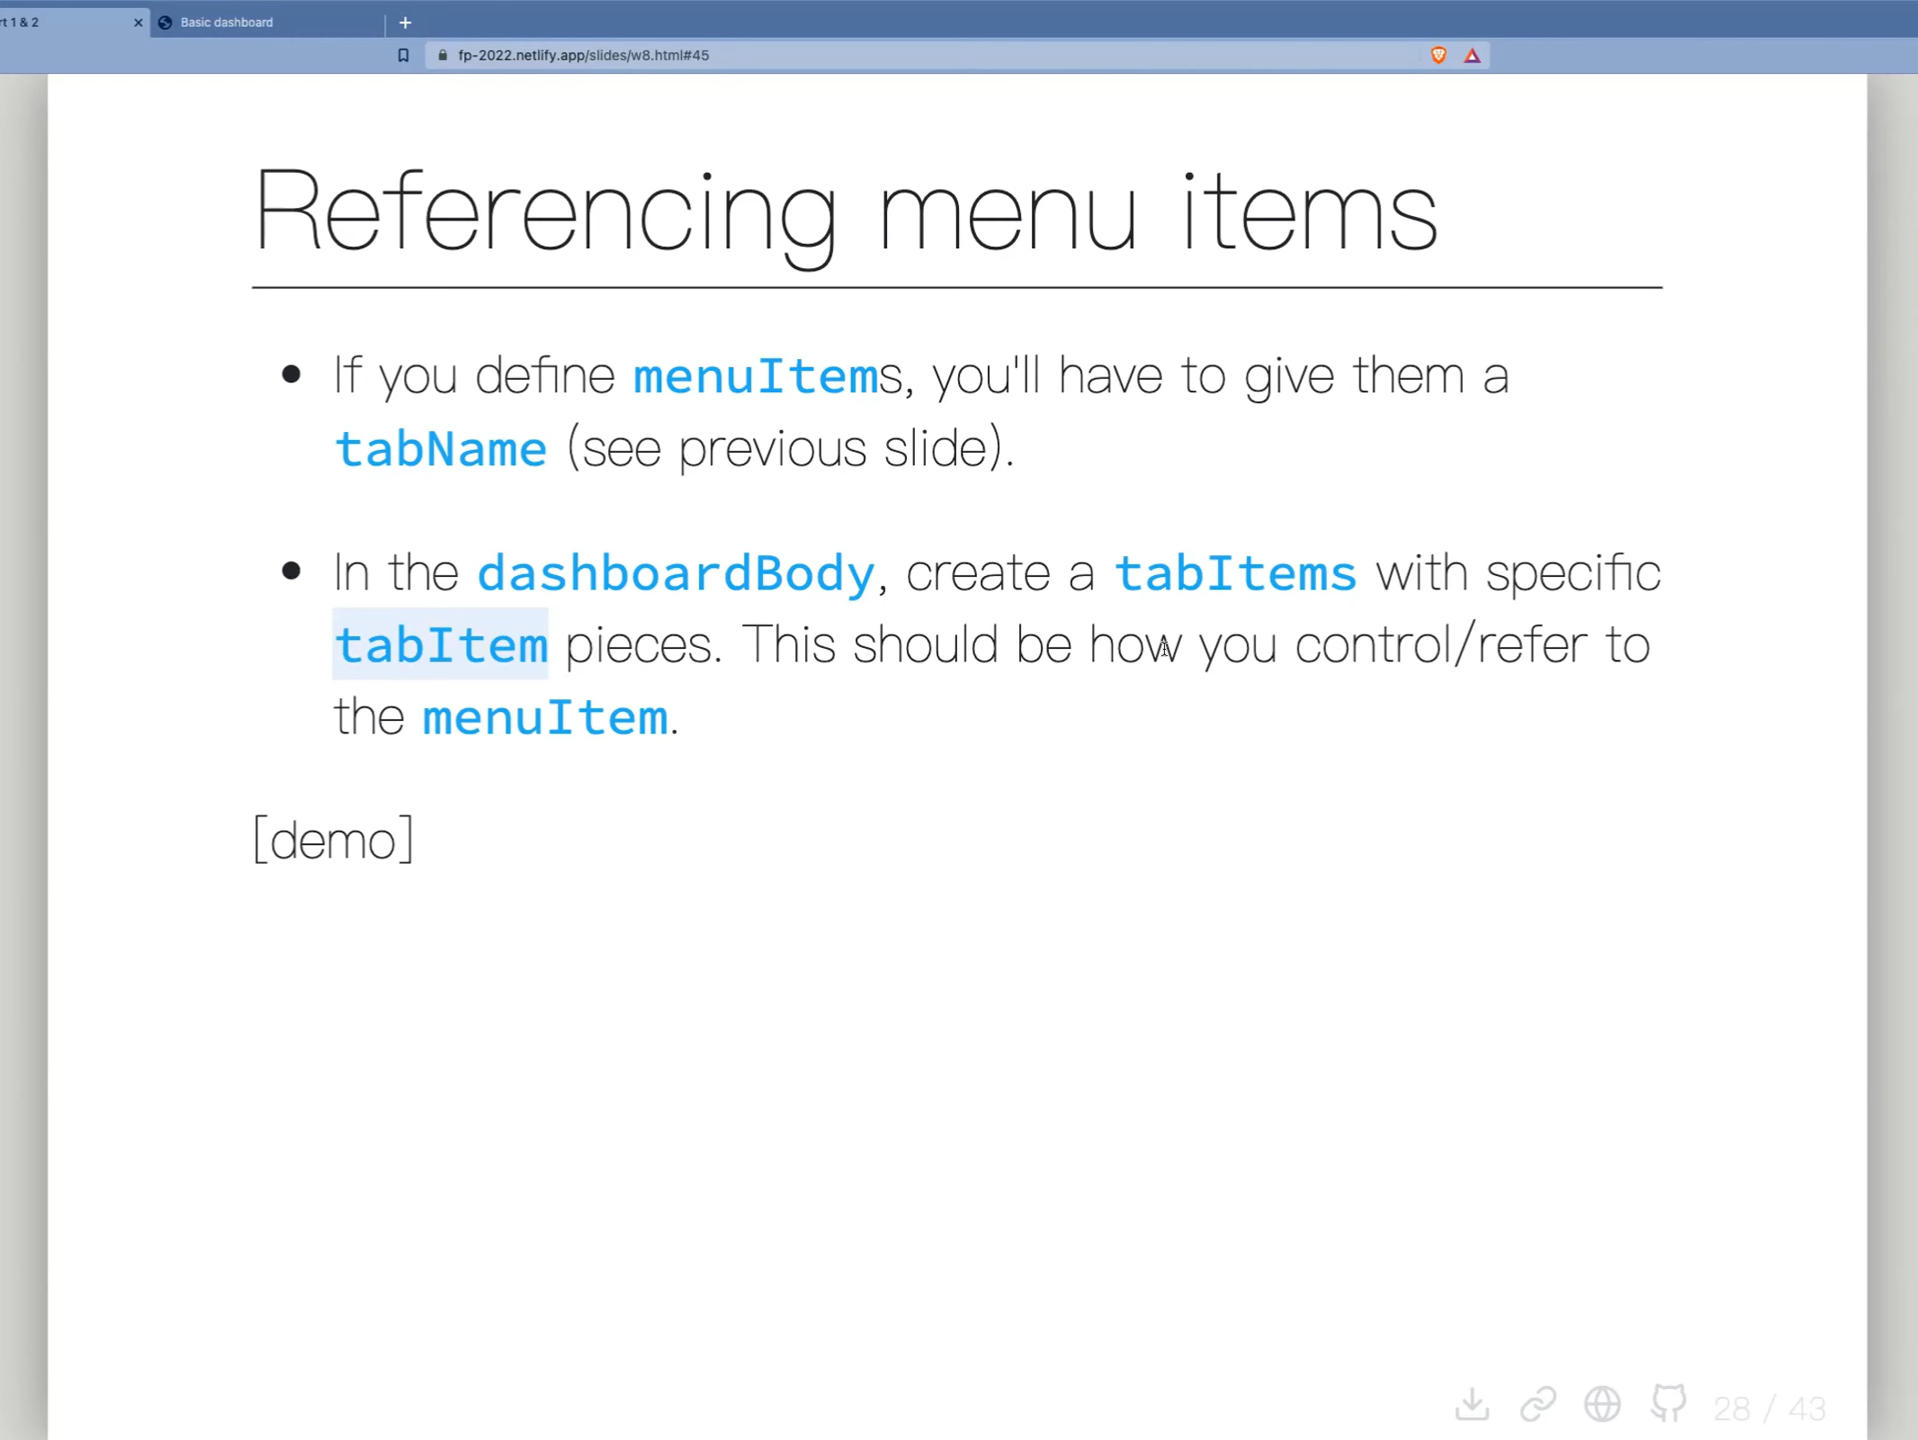 rt 1 & 2
Basic dashboard
fp-2022.netlify.app/slides/w8.html#45
Referencing menu items
If you define menuItems, you'll have to give them a
tabName (see previous slide).
In the dashboardBody, create a tabItems with specific
tabItem pieces. This should be how you control/refer to
the menuItem.
[demo]
28 / 43